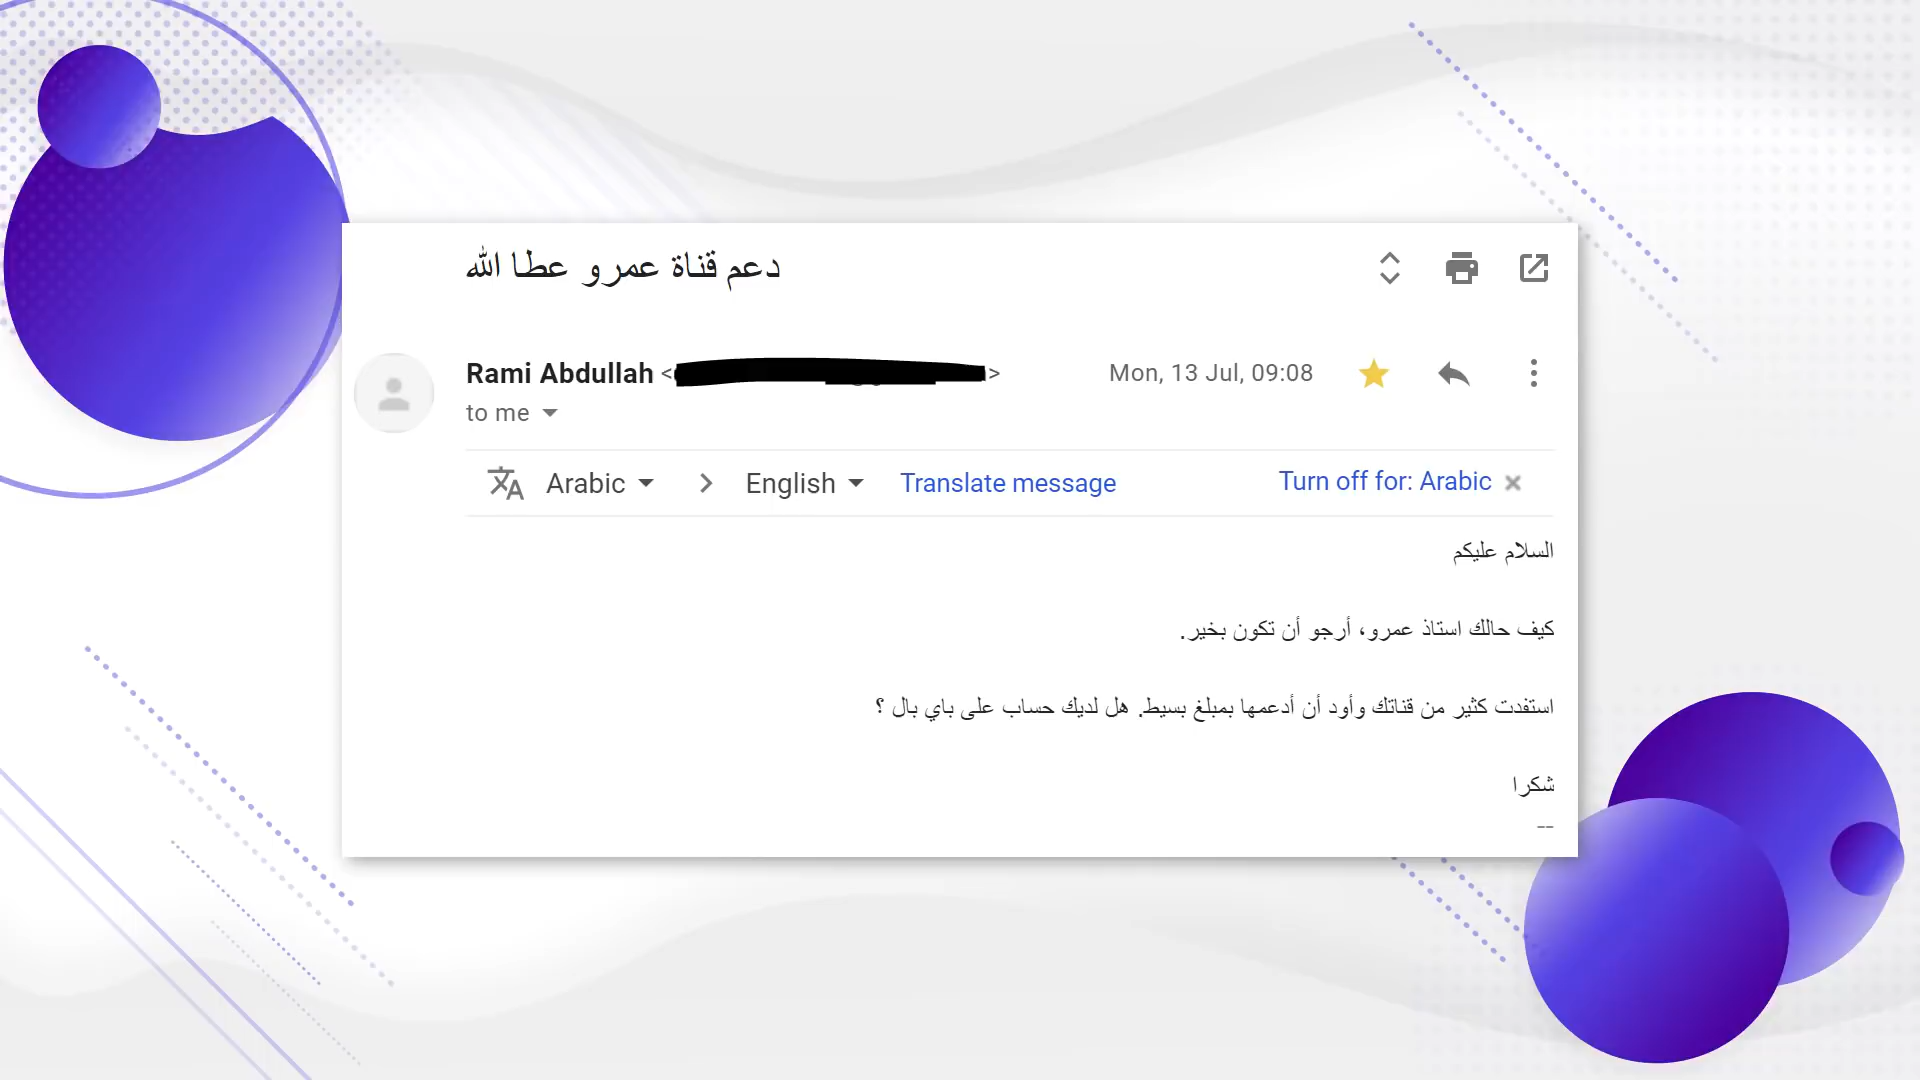 دعم قناة عمرو عطا الله
Rami Abdullah < >
Mon, 13 Jul, 09:08
to me
Arabic > English Translate message Turn off for: Arabic ×
السلام عليكم
كيف حالك استاذ عمرو، أرجو أن تكون بخير.
استفدت كثير من قناتك وأود أن أدعمها بمبلغ بسيط. هل لديك حساب على باي بال ؟
شكرا
--